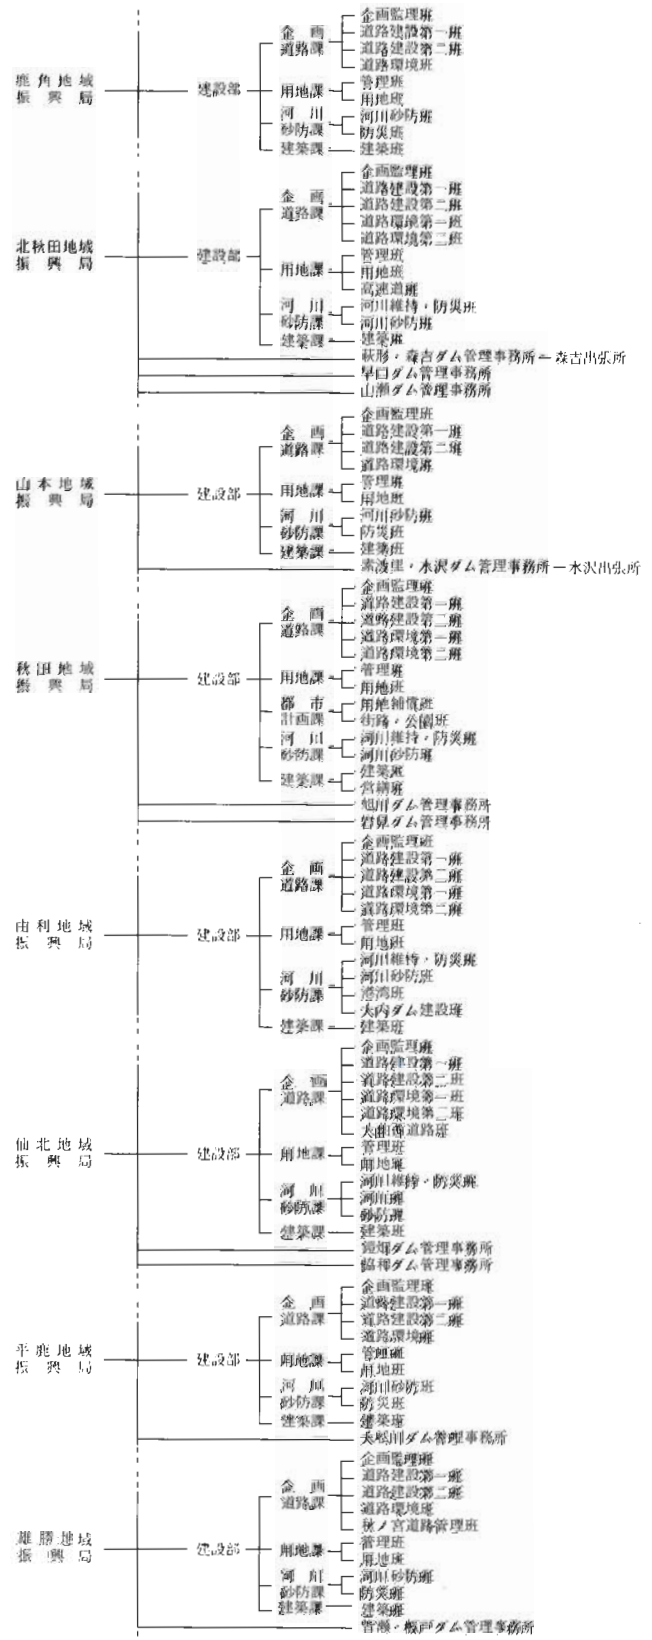 企画監理班
企画 道路建設第一班
道路課 道路建設第二班
道路環境班
鹿角地域 管理班
振興局 建設部 用地課 用地班
河川 河川砂防班
砂防課 防災班
建築課 建築班
企画監理班
道路建設第一班
企画 道路建設第二班
道路課 道路環境第一班
道路環境第二班
北秋田地域 管理班
振興局 建設部 用地課 用地班
高速道班
河川 河川維持・防災班
砂防課 河川砂防班
建築課 建築班
萩形・森吉ダム管理事務所 森吉出張所
早口ダム管理事務所
山瀬ダム管理事務所
企画監理班
企画 道路建設第一班
道路課 道路建設第二班
道路環境班
山本地域 管理班
振興局 建設部 用地課 用地班
河川 河川砂防班
砂防課 防災班
建築課 建築班
素波里・水沢ダム管理事務所 水沢出張所
企画監理班
道路建設第一班
企画 道路建設第二班
道路課 道路環境第一班
道路環境第二班
秋田地域 管理班
振興局 建設部 用地課 用地班
都市 用地補償班
計画課 街路・公園班
河川 河川維持・防災班
砂防課 河川砂防班
建築課 建築班
営繕班
旭川ダム管理事務所
岩見ダム管理事務所
企画監理班
道路建設第一班
企画 道路建設第二班
道路課 道路環境第一班
道路環境第二班
由利地域 管理班
振興局 建設部 用地課 用地班
河川維持・防災班
河川 河川砂防班
砂防課 港湾班
大内ダム建設班
建築課 建築班
企画監理班
道路建設第一班
企画 道路建設第二班
道路課 道路環境第一班
道路環境第二班
道路班
仙北地域 管理班
振興局 建設部 用地課 用地班
河川維持・防災班
河川 河川班
砂防課 砂防班
建築課 建築班
鎧畑ダム管理事務所
協和ダム管理事務所
企画監理班
企画 道路建設第一班
道路課 道路建設第二班
道路環境班
平鹿地域 管理班
振興局 建設部 用地課 用地班
河川 河川砂防班
砂防課 防災班
建築課 建築班
大松川ダム管理事務所
企画監理班
道路建設第一班
企画 道路建設第二班
道路課 道路環境班
秋ノ宮道路管理班
雄勝地域 管理班
振興局 建設部 用地課 用地班
河川 河川砂防班
砂防課 防災班
建築課 建築班
皆瀬・板戸ダム管理事務所